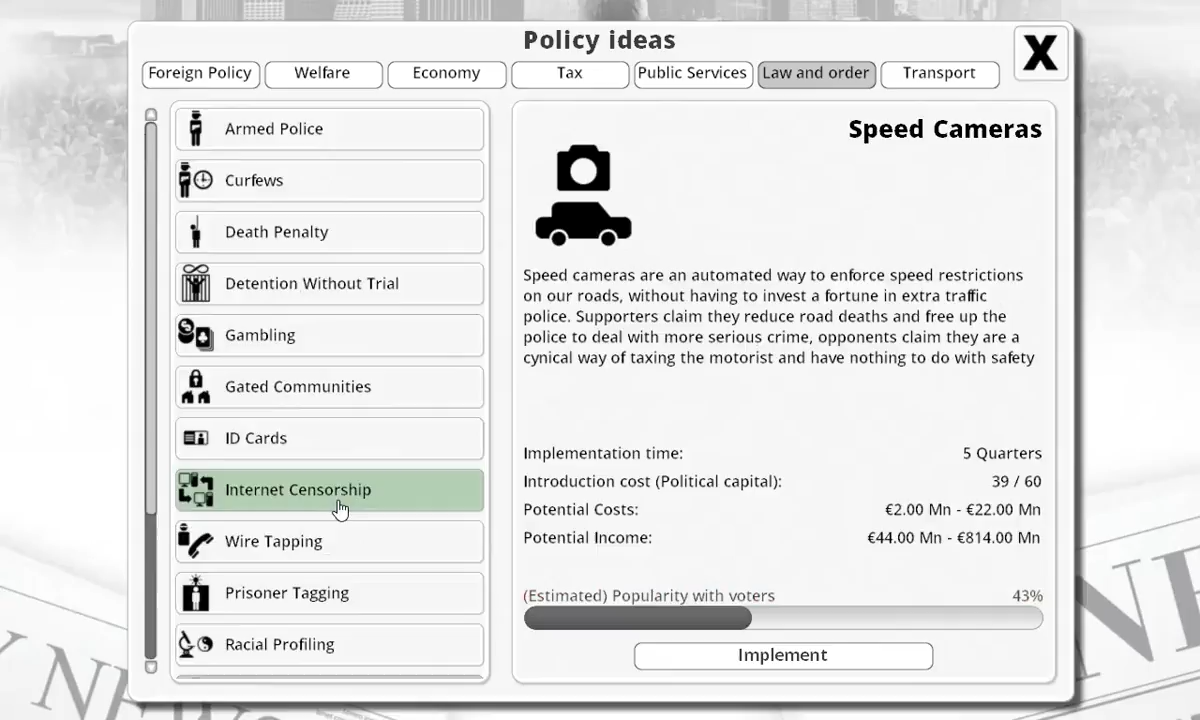 Policy ideas
X
Foreign Policy
Welfare
Economy
Tax
Public Services
Law and order
Transport
Armed Police
Curfews
Death Penalty
Detention Without Trial
Gambling
Gated Communities
ID Cards
Internet Censorship
Wire Tapping
Prisoner Tagging
Racial Profiling
Speed Cameras
Speed cameras are an automated way to enforce speed restrictions
on our roads, without having to invest a fortune in extra traffic
police. Supporters claim they reduce road deaths and free up the
police to deal with more serious crime, opponents claim they are a
cynical way of taxing the motorist and have nothing to do with safety
Implementation time: 5 Quarters
Introduction cost (Political capital): 39 / 60
Potential Costs: €2.00 Mn - €22.00 Mn
Potential Income: €44.00 Mn - €814.00 Mn
(Estimated) Popularity with voters 43%
Implement